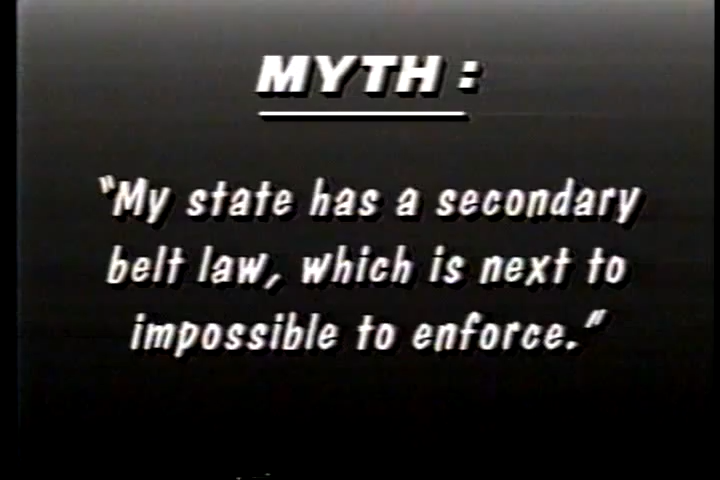 MYTH:
"My state has a secondary
belt law, which is next to
impossible to enforce."